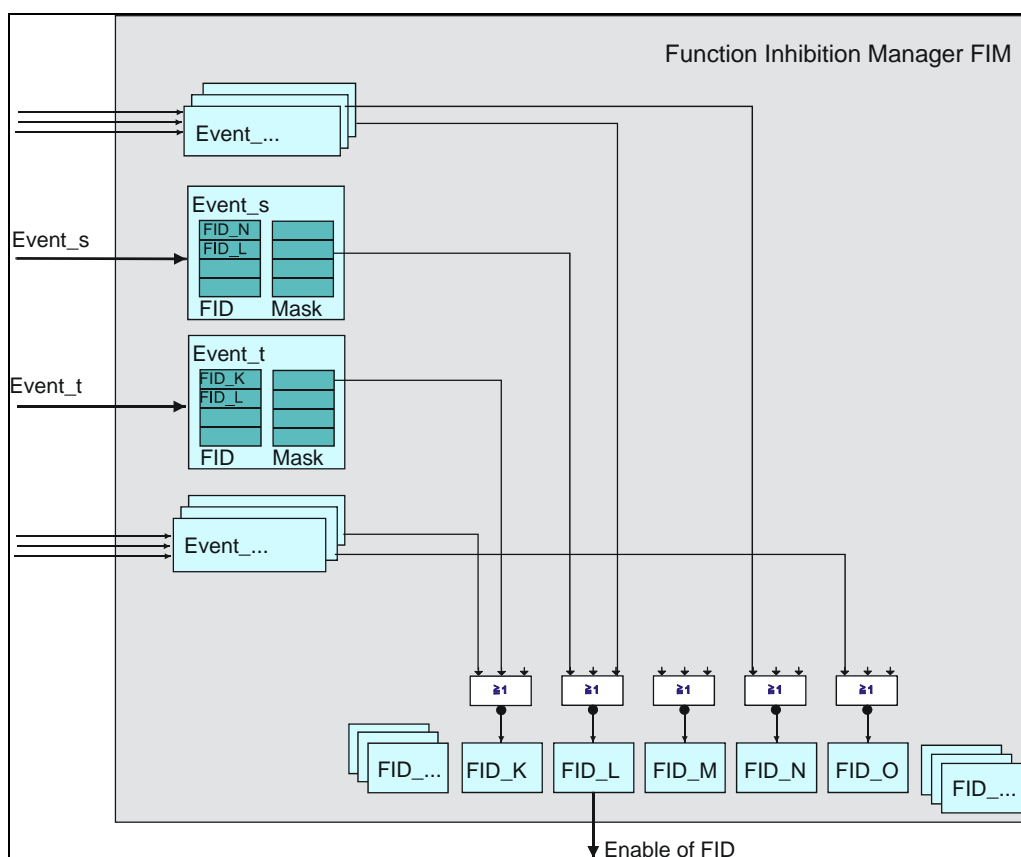 Function Inhibition Manager FIM
Event_...
Event_s
Event_s
FID_N
FID_L
FID Mask
Event_t
Event_t
FID_K
FID_L
FID Mask
Event_...
≧1 ≧1 ≧1 ≧1 ≧1
FID_... FID_K FID_L FID_M FID_N FID_O FID_...
Enable of FID